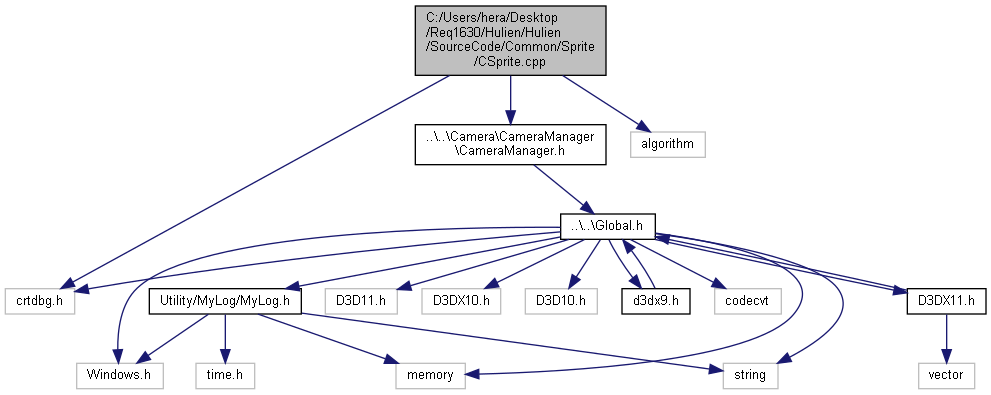 C:/Users/hera/Desktop
/Req1630/Hulien/Hulien
/SourceCode/Common/Sprite
/CSprite.cpp
..\..\Camera\CameraManager
\CameraManager.h
algorithm
..\..\Global.h
crtdbg.h
Utility/MyLog/MyLog.h
D3D11.h
D3DX10.h
D3D10.h
d3dx9.h
codecvt
D3DX11.h
Windows.h
time.h
memory
string
vector